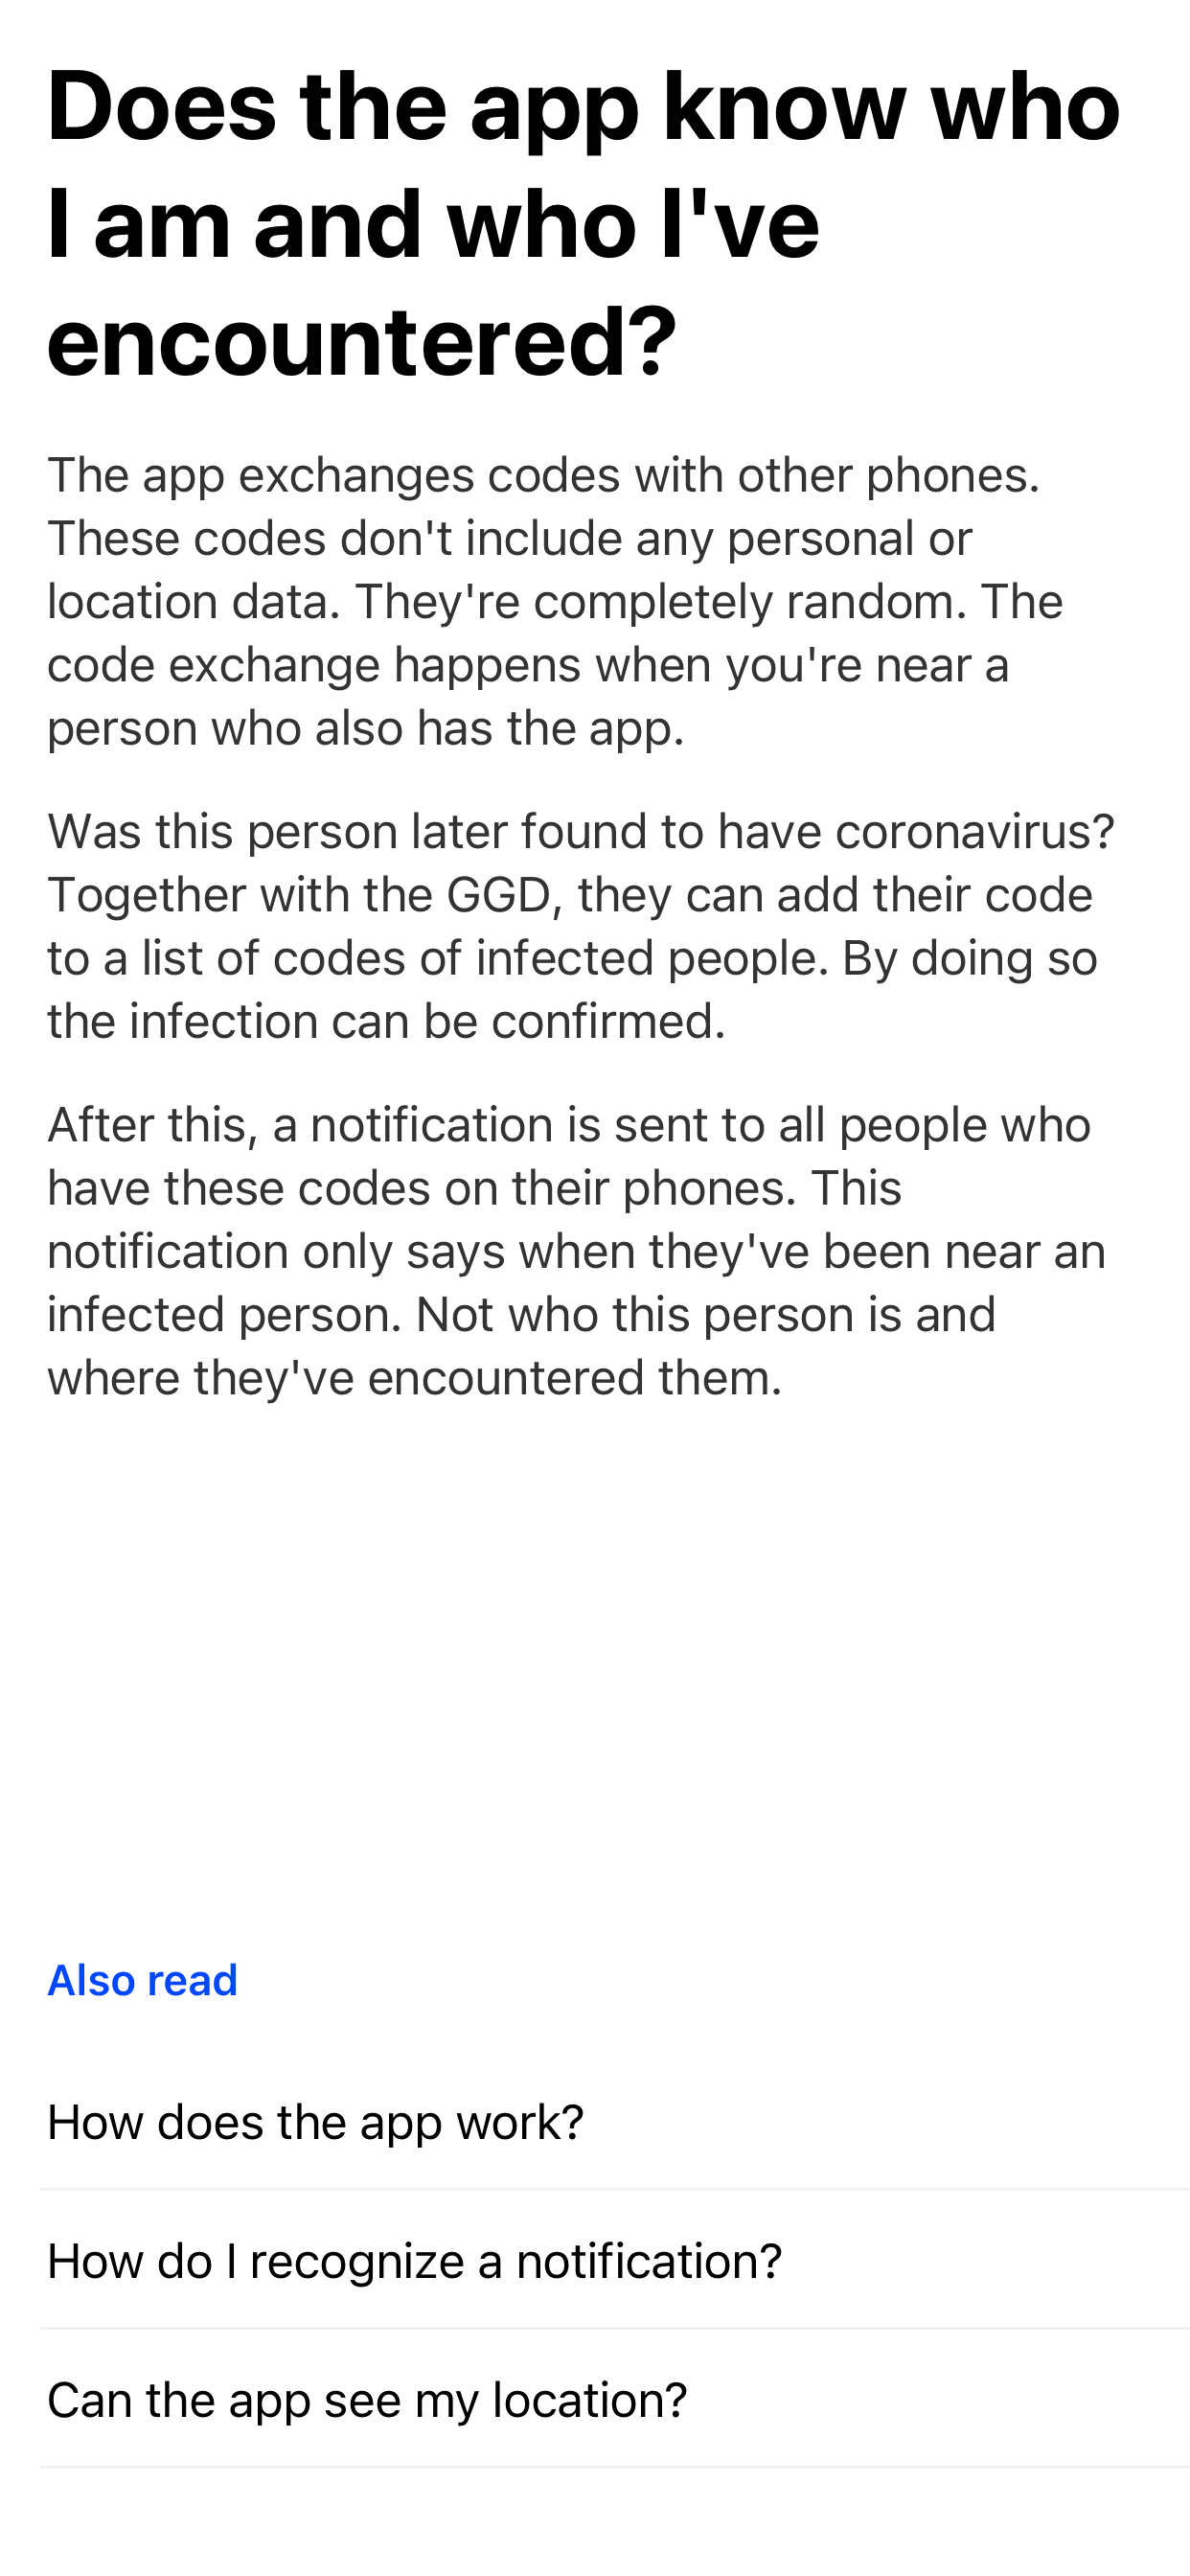 Does the app know who
I am and who I've
encountered?
The app exchanges codes with other phones.
These codes don't include any personal or
location data. They're completely random. The
code exchange happens when you're near a
person who also has the app.
Was this person later found to have coronavirus?
Together with the GGD, they can add their code
to a list of codes of infected people. By doing so
the infection can be confirmed.
After this, a notification is sent to all people who
have these codes on their phones. This
notification only says when they've been near an
infected person. Not who this person is and
where they've encountered them.
Also read
How does the app work?
How do I recognize a notification?
Can the app see my location?